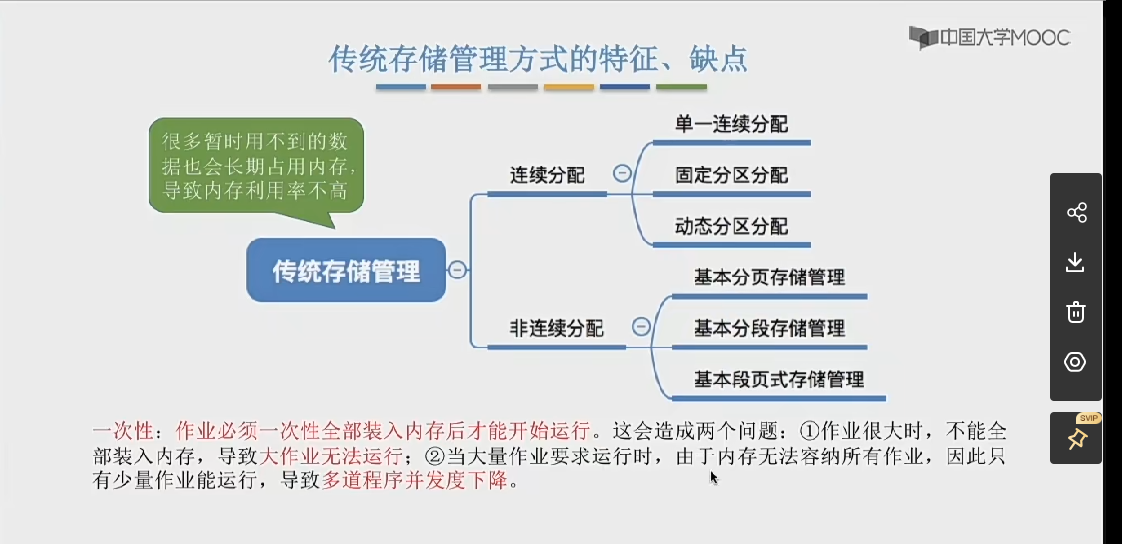 中国大学MOOC
传统存储管理方式的特征、缺点
很多暂时用不到的数
据也会长期占用内存，
导致内存利用率不高
传统存储管理
连续分配
单一连续分配
固定分区分配
动态分区分配
非连续分配
基本分页存储管理
基本分段存储管理
基本段页式存储管理
一次性：作业必须一次性全部装入内存后才能开始运行。这会造成两个问题：①作业很大时，不能全
部装入内存，导致大作业无法运行；②当大量作业要求运行时，由于内存无法容纳所有作业，因此只
有少量作业能运行，导致多道程序并发度下降。
SVIP